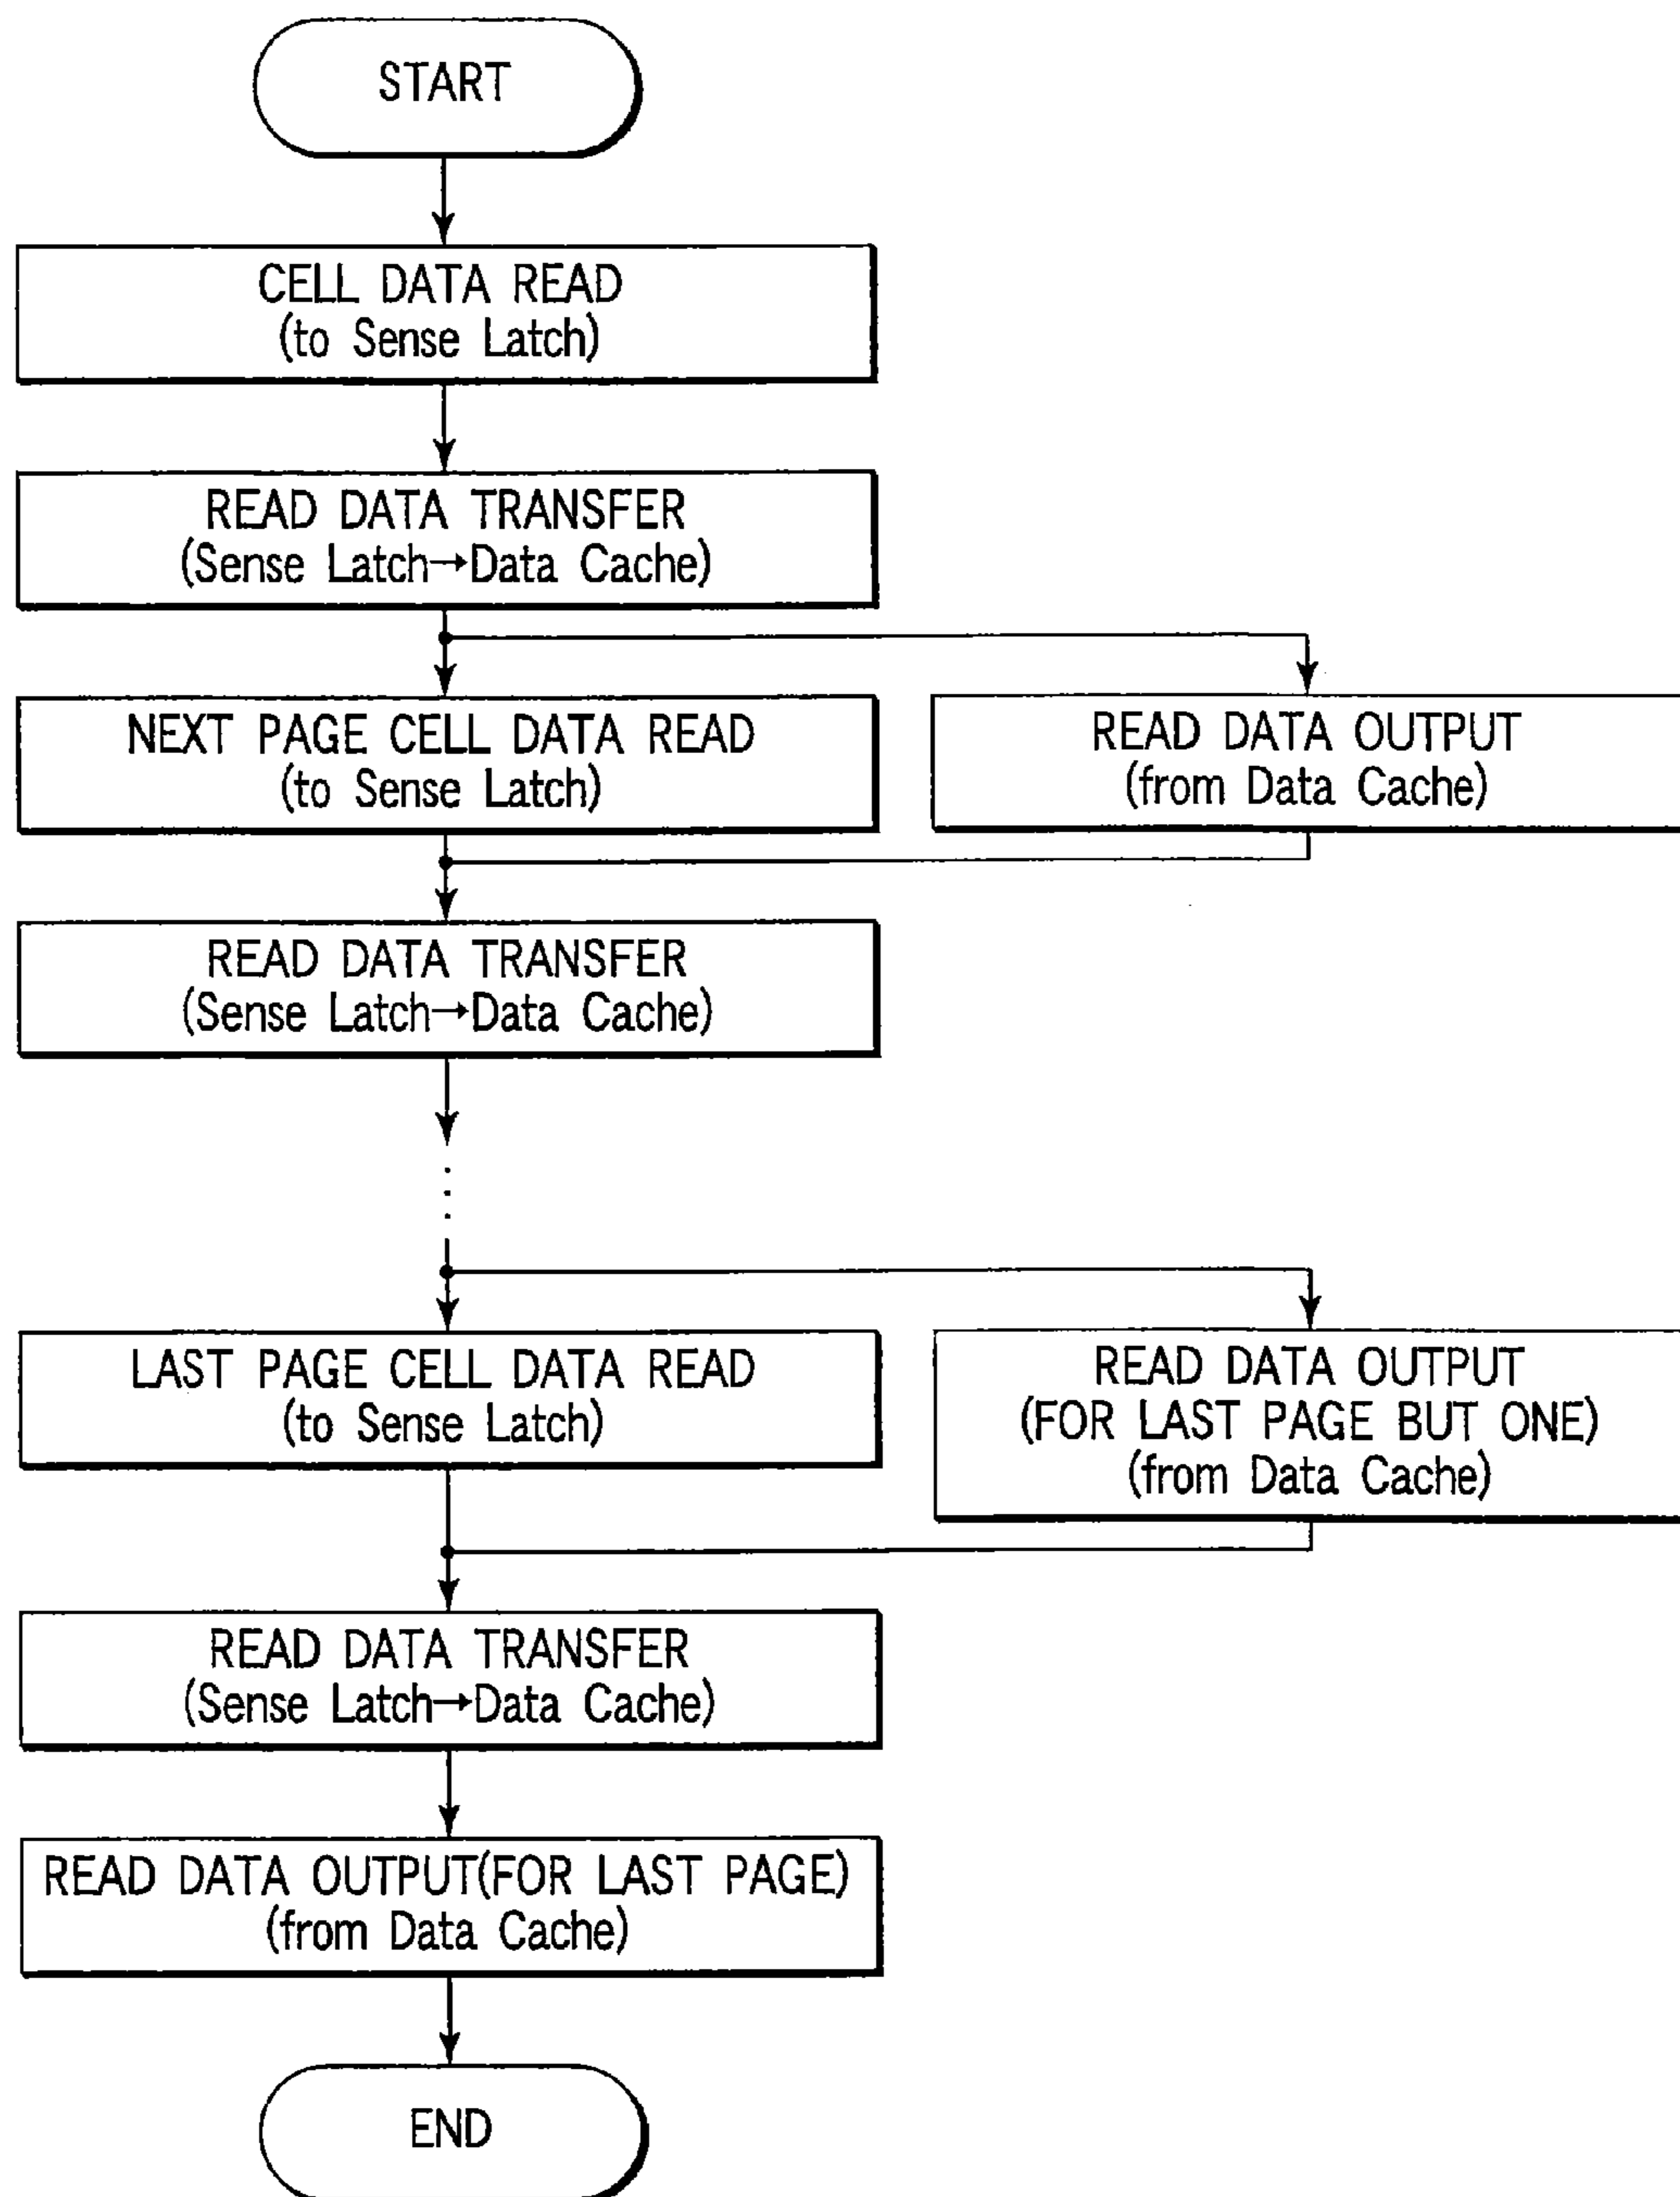 START
CELL DATA READ
(to Sense Latch)
READ DATA TRANSFER
(Sense Latch→Data Cache)
NEXT PAGE CELL DATA READ
(to Sense Latch)
READ DATA OUTPUT
(from Data Cache)
READ DATA TRANSFER
(Sense Latch→Data Cache)
LAST PAGE CELL DATA READ
(to Sense Latch)
READ DATA OUTPUT
(FOR LAST PAGE BUT ONE)
(from Data Cache)
READ DATA TRANSFER
(Sense Latch→Data Cache)
READ DATA OUTPUT(FOR LAST PAGE)
(from Data Cache)
END